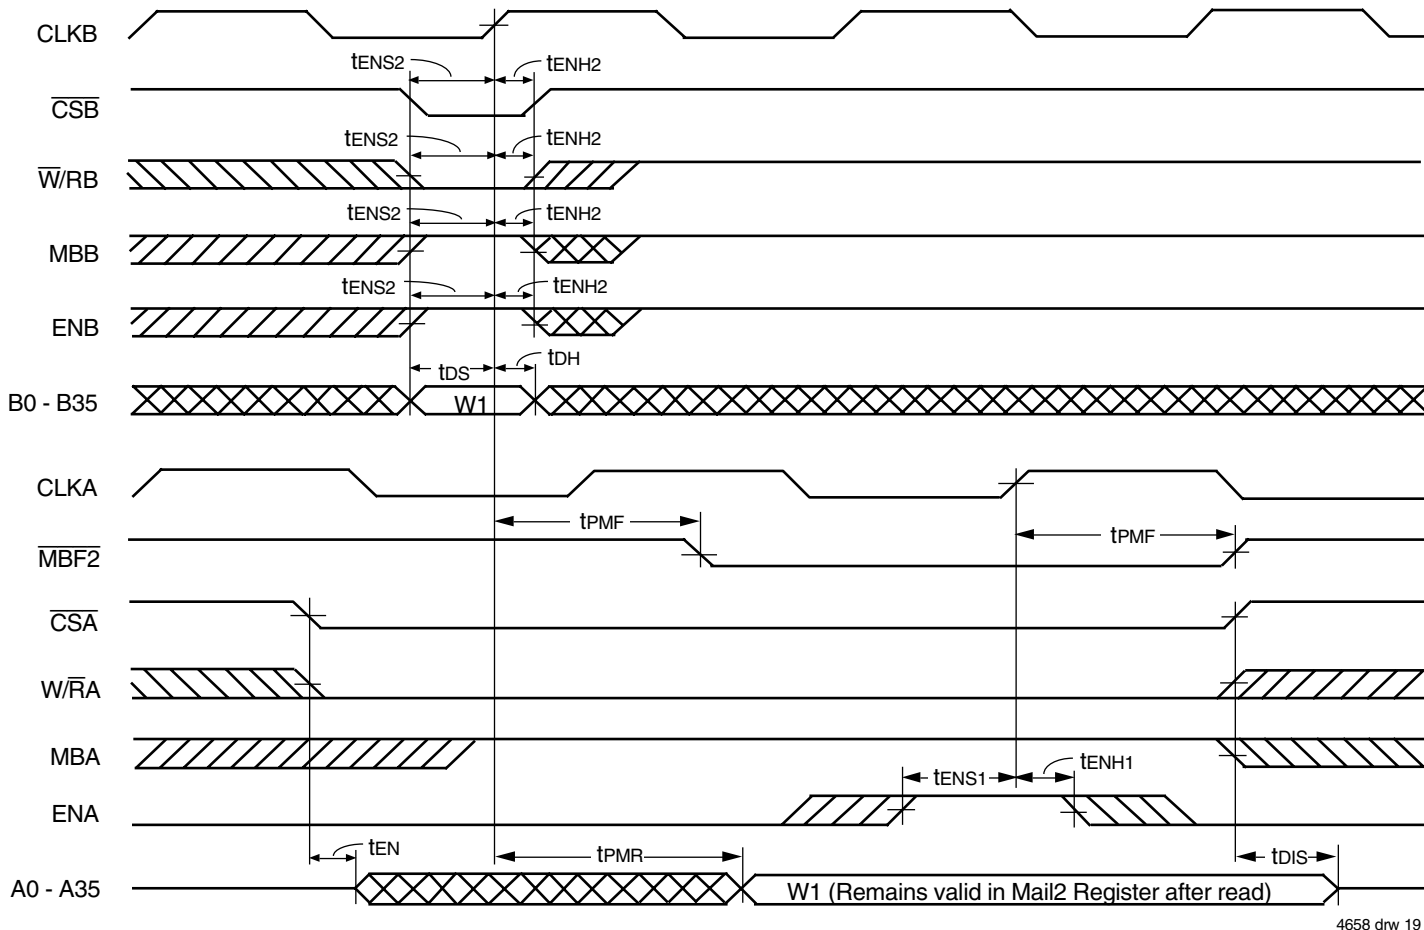 CLKB
tENS2
tENH2
CSB
tENS2
tENH2
W/RB
tENS2
tENH2
MBB
tENS2
tENH2
ENB
tDS
tDH
B0 - B35
W1
CLKA
tPMF
tPMF
MBF2
CSA
W/RA
MBA
tENS1
tENH1
ENA
tEN
tPMR
tDIS
A0 - A35
W1 (Remains valid in Mail2 Register after read)
4658 drw 19